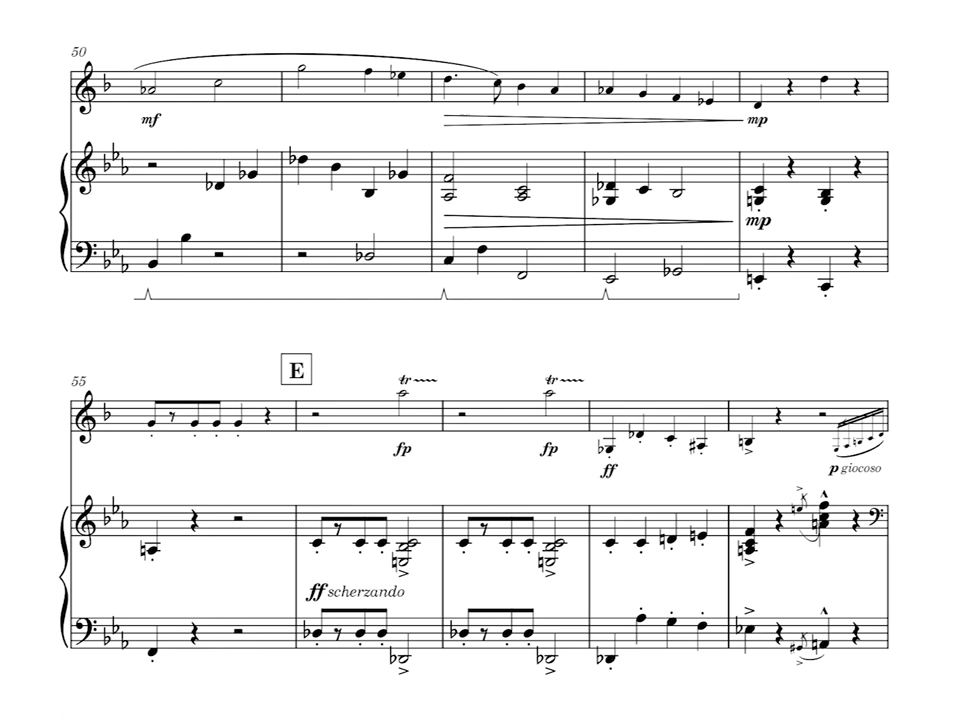 50
mf
mp
mp
55
E
tr tr
fp fp
ff
p giocoso
ff scherzando